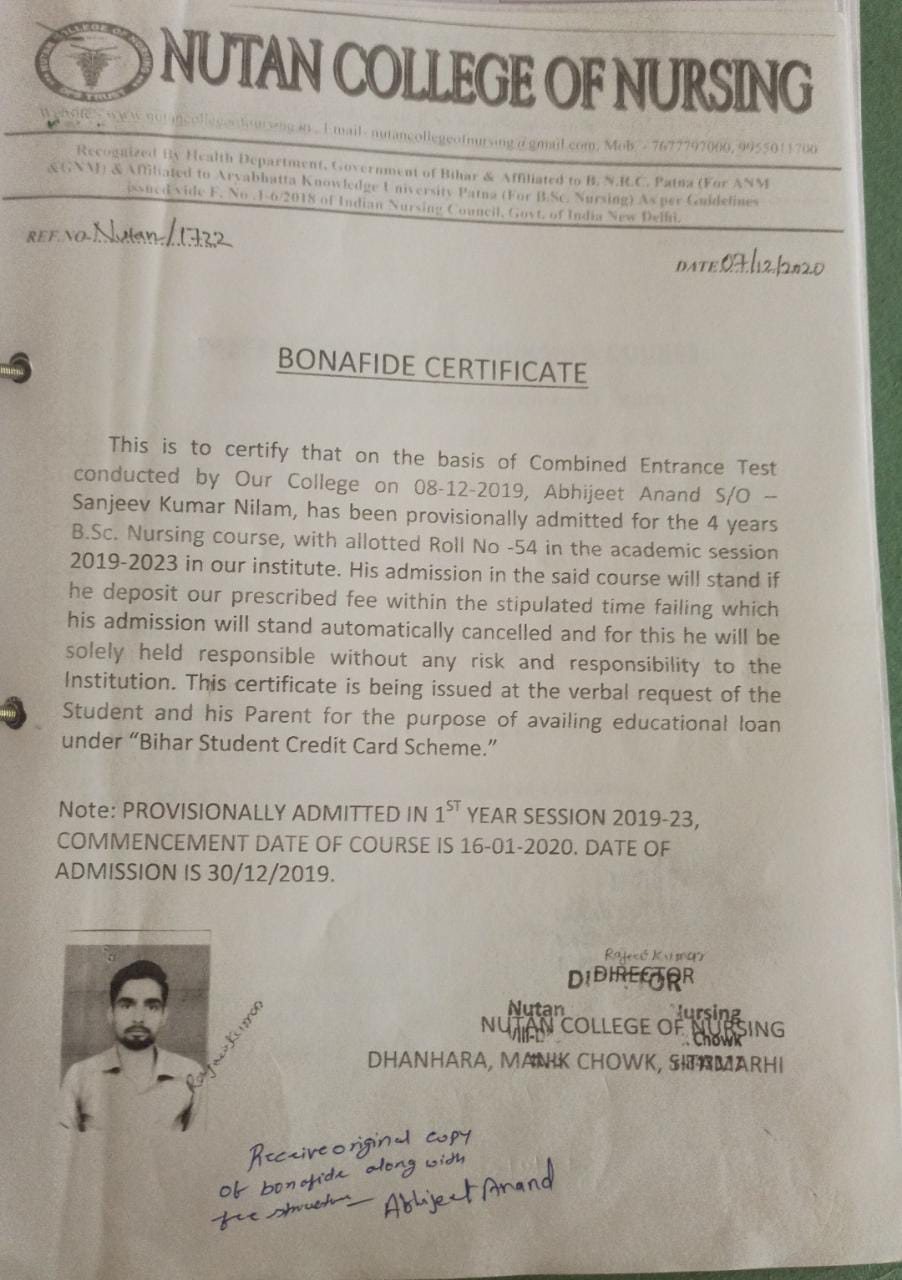 NUTAN COLLEGE OF NURSING
Website:- www.nutancollegeofnursing.in, Email- nutancollegeofnursing@gmail.com, Mob. - 7677797000, 9955011700
Recognized By Health Department, Government of Bihar & Affiliated to B. N.R.C. Patna (For ANM
&GNM) & Affiliated to Aryabhatta Knowledge University Patna (For B.Sc. Nursing) As per Guidelines
issued vide F. No .1-6/2018 of Indian Nursing Council, Govt. of India New Delhi.
REF.NO-Nutan/1722
DATE 07/12/2020
BONAFIDE CERTIFICATE
This is to certify that on the basis of Combined Entrance Test
conducted by Our College on 08-12-2019, Abhijeet Anand S/O –
Sanjeev Kumar Nilam, has been provisionally admitted for the 4 years
B.Sc. Nursing course, with allotted Roll No -54 in the academic session
2019-2023 in our institute. His admission in the said course will stand if
he deposit our prescribed fee within the stipulated time failing which
his admission will stand automatically cancelled and for this he will be
solely held responsible without any risk and responsibility to the
Institution. This certificate is being issued at the verbal request of the
Student and his Parent for the purpose of availing educational loan
under “Bihar Student Credit Card Scheme.”
Note: PROVISIONALLY ADMITTED IN 1ST YEAR SESSION 2019-23,
COMMENCEMENT DATE OF COURSE IS 16-01-2020. DATE OF
ADMISSION IS 30/12/2019.
Rajeev Kumar
Rajeev Kumar
DIRECTOR
Nutan Nursing
NUTAN COLLEGE OF NURSING
Chowk
DHANHARA, MANIK CHOWK, SITAMARHI
Receive original copy
of bonafide along with
fee structure — Abhijeet Anand